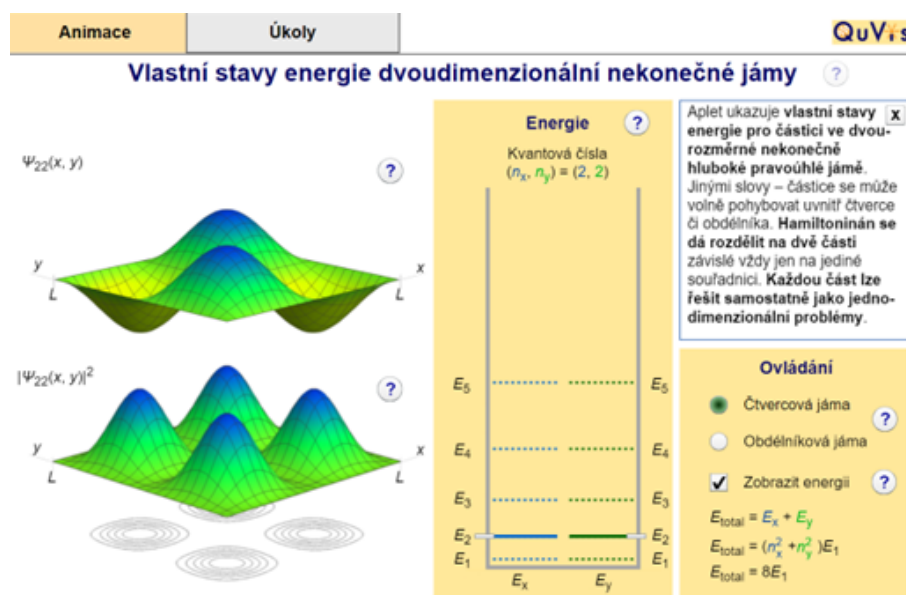 Animace
Úkoly
QuVis
Vlastní stavy energie dvoudimenzionální nekonečné jámy ?
Ψ22(x, y)
?
y
x
L
L
|Ψ22(x, y)|²
?
y
x
L
L
Energie ?
Kvantová čísla
(nx, ny) = (2, 2)
E5 E5
E4 E4
E3 E3
E2 E2
E1 E1
Ex Ey
Aplet ukazuje vlastní stavy x
energie pro částici ve dvou-
rozměrné nekonečně
hluboké pravoúhlé jámě.
Jinými slovy – částice se může
volně pohybovat uvnitř čtverce
či obdélníka. Hamiltoninán se
dá rozdělit na dvě části
závislé vždy jen na jediné
souřadnici. Každou část lze
řešit samostatně jako jedno-
dimenzionální problémy.
Ovládání
Čtvercová jáma
?
Obdélníková jáma
Zobrazit energii ?
Etotal = Ex + Ey
Etotal = (nx² + ny²)E1
Etotal = 8E1